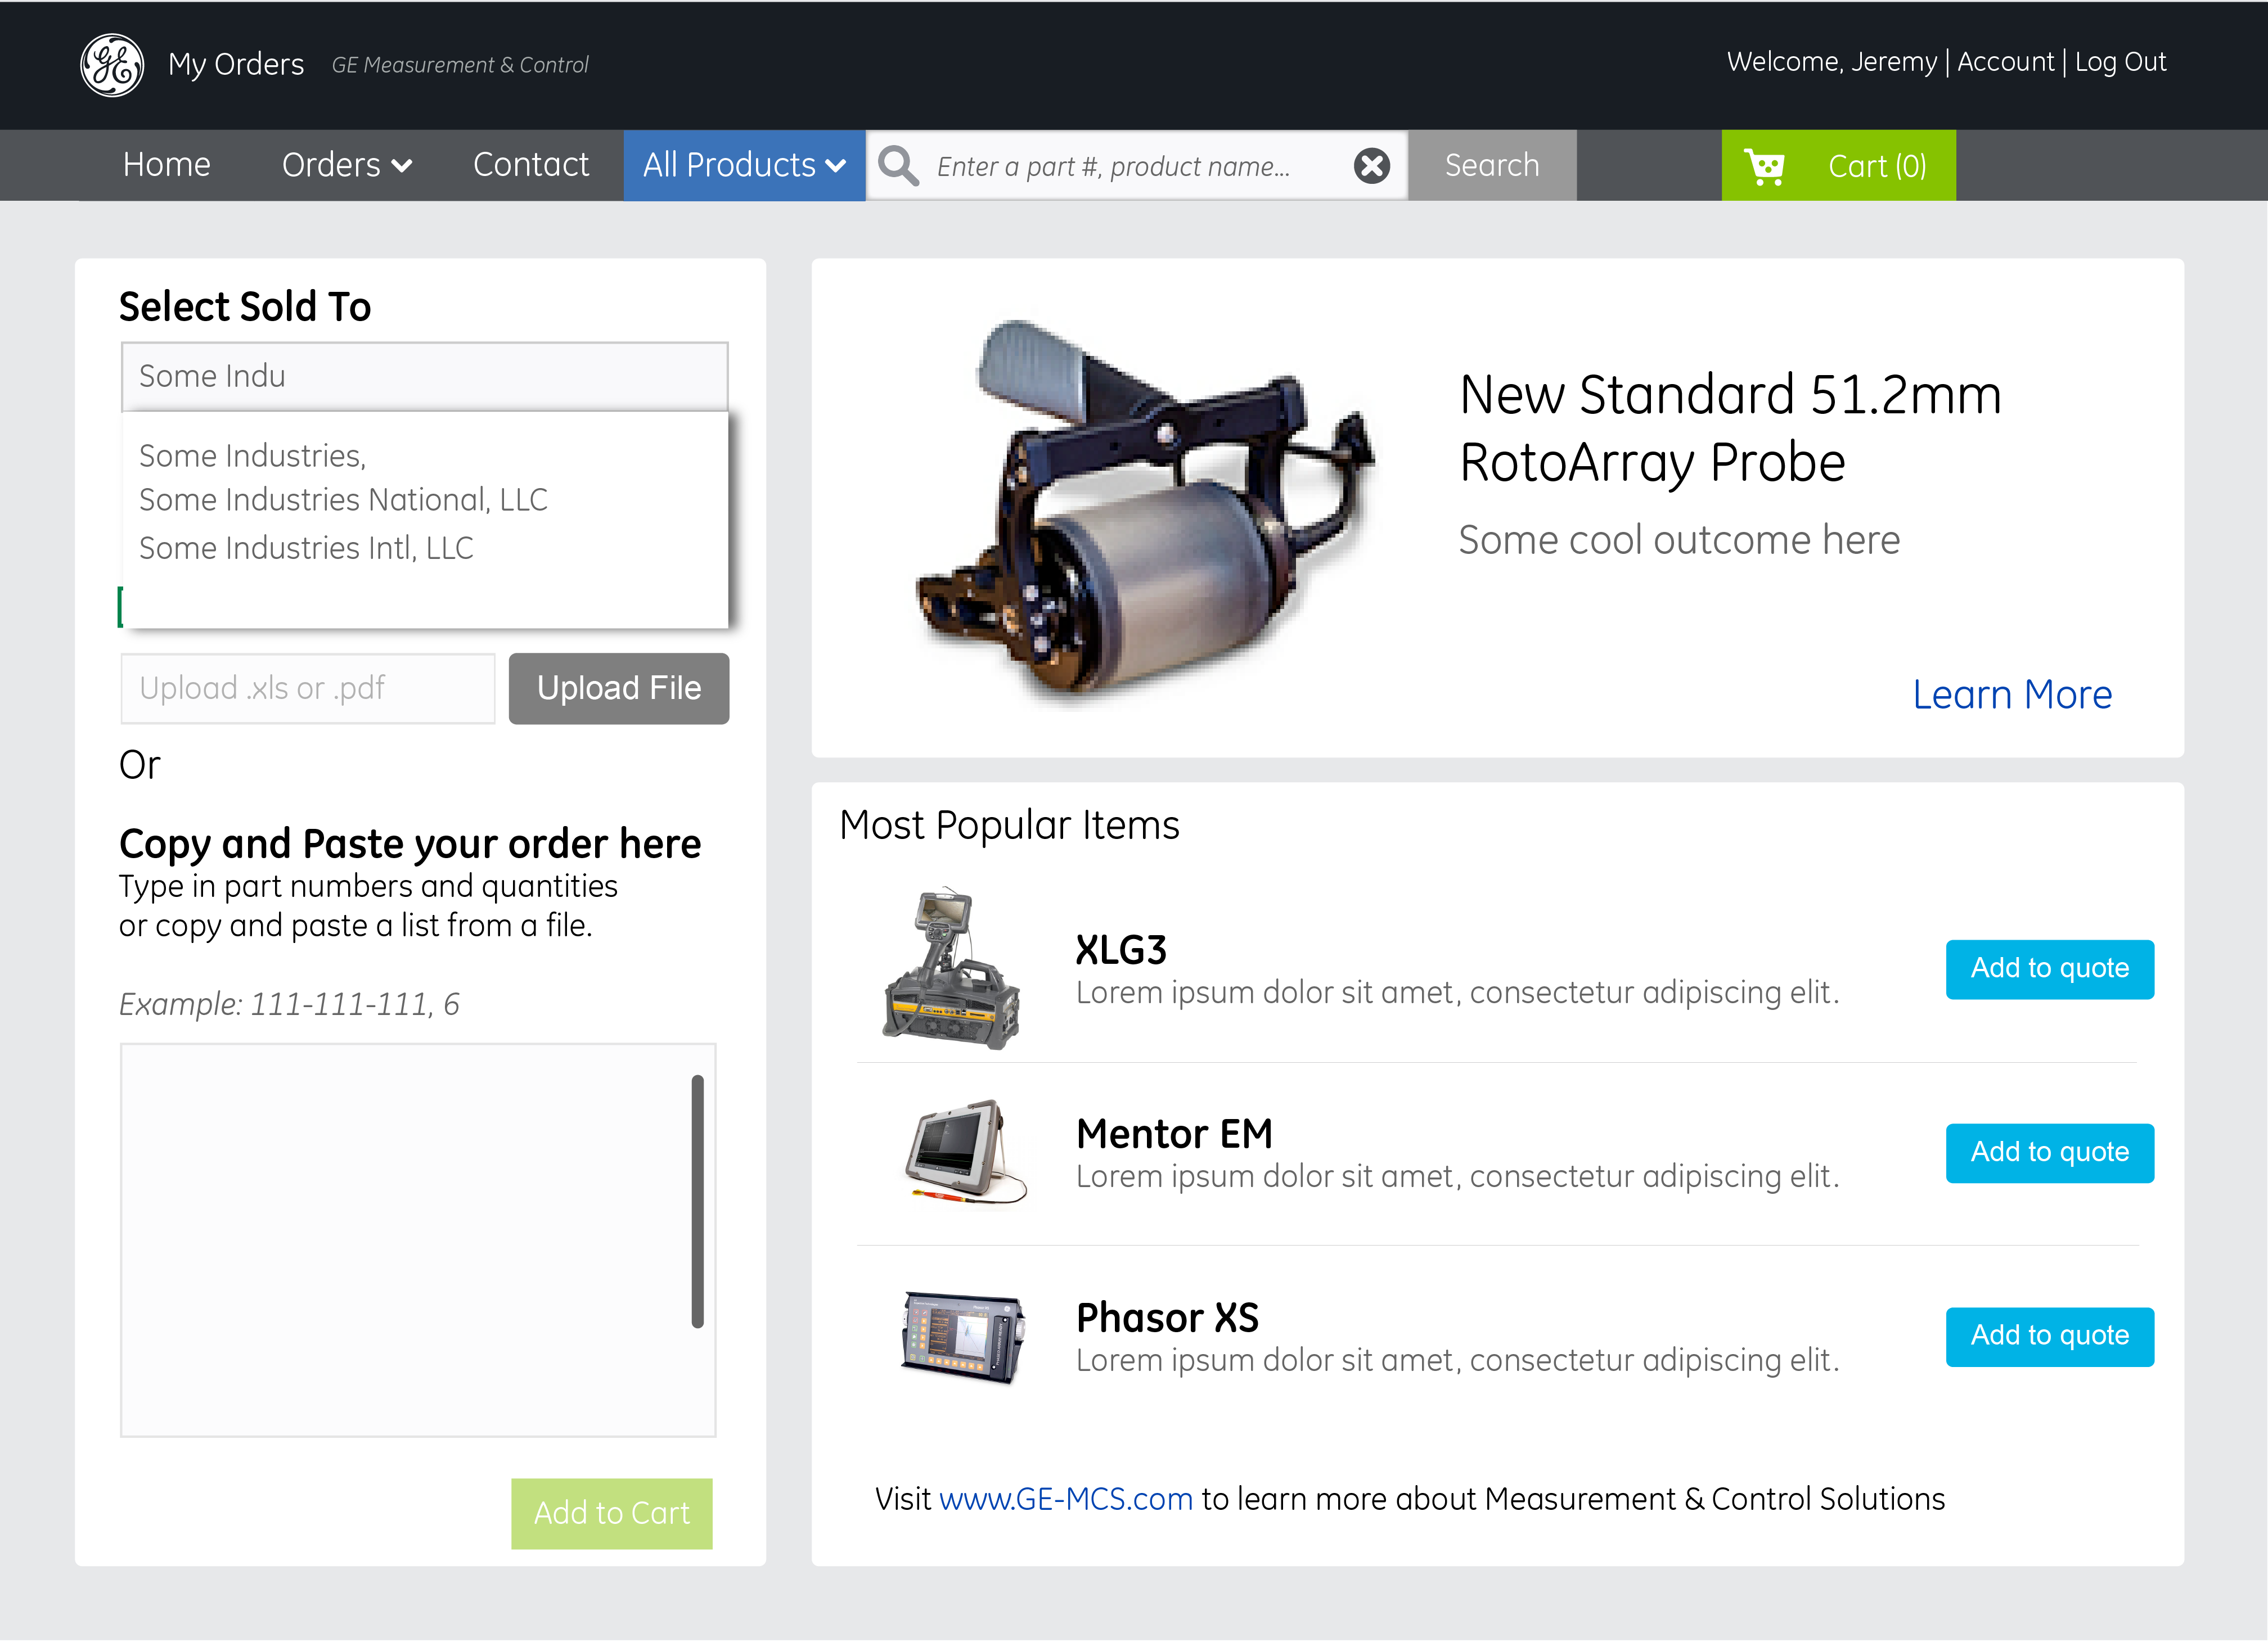 GE
My Orders
GE Measurement & Control
Welcome, Jeremy | Account | Log Out
Home
Orders
Contact
All Products
Enter a part #, product name...
Search
Cart (0)
Select Sold To
Some Indu
Some Industries,
Some Industries National, LLC
Some Industries Intl, LLC
Upload .xls or .pdf
Upload File
Or
Copy and Paste your order here
Type in part numbers and quantities
or copy and paste a list from a file.
Example: 111-111-111, 6
Add to Cart
New Standard 51.2mm
RotoArray Probe
Some cool outcome here
Learn More
Most Popular Items
XLG3
Lorem ipsum dolor sit amet, consectetur adipiscing elit.
Add to quote
Mentor EM
Lorem ipsum dolor sit amet, consectetur adipiscing elit.
Add to quote
Phasor XS
Lorem ipsum dolor sit amet, consectetur adipiscing elit.
Add to quote
Visit www.GE-MCS.com to learn more about Measurement & Control Solutions